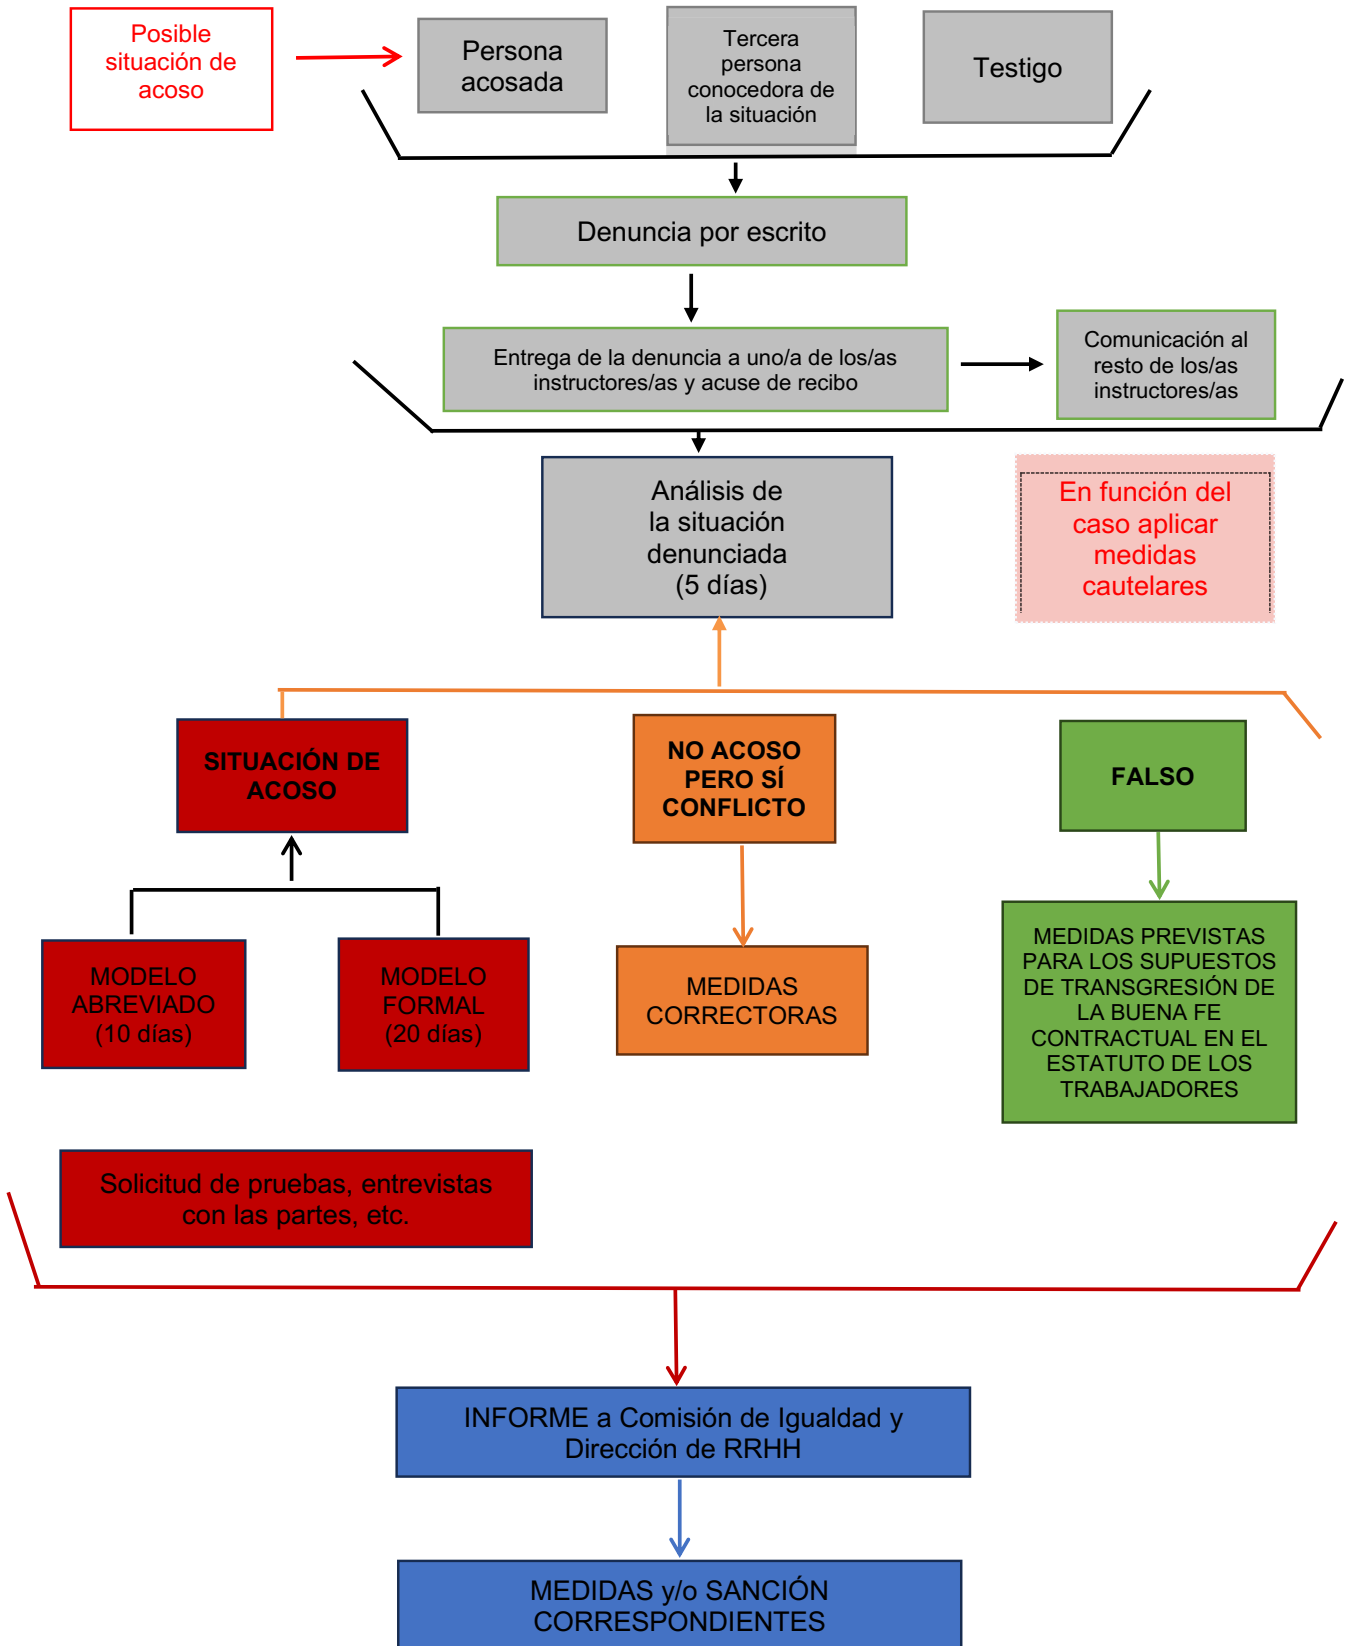 Posible
situación de
acoso
Persona
acosada
Tercera
persona
conocedora de
la situación
Testigo
Denuncia por escrito
Entrega de la denuncia a uno/a de los/as
instructores/as y acuse de recibo
Comunicación al
resto de los/as
instructores/as
Análisis de
la situación
denunciada
(5 días)
En función del
caso aplicar
medidas
cautelares
SITUACIÓN DE
ACOSO
NO ACOSO
PERO SÍ
CONFLICTO
FALSO
MODELO
ABREVIADO
(10 días)
MODELO
FORMAL
(20 días)
MEDIDAS
CORRECTORAS
MEDIDAS PREVISTAS
PARA LOS SUPUESTOS
DE TRANSGRESIÓN DE
LA BUENA FE
CONTRACTUAL EN EL
ESTATUTO DE LOS
TRABAJADORES
Solicitud de pruebas, entrevistas
con las partes, etc.
INFORME a Comisión de Igualdad y
Dirección de RRHH
MEDIDAS y/o SANCIÓN
CORRESPONDIENTES